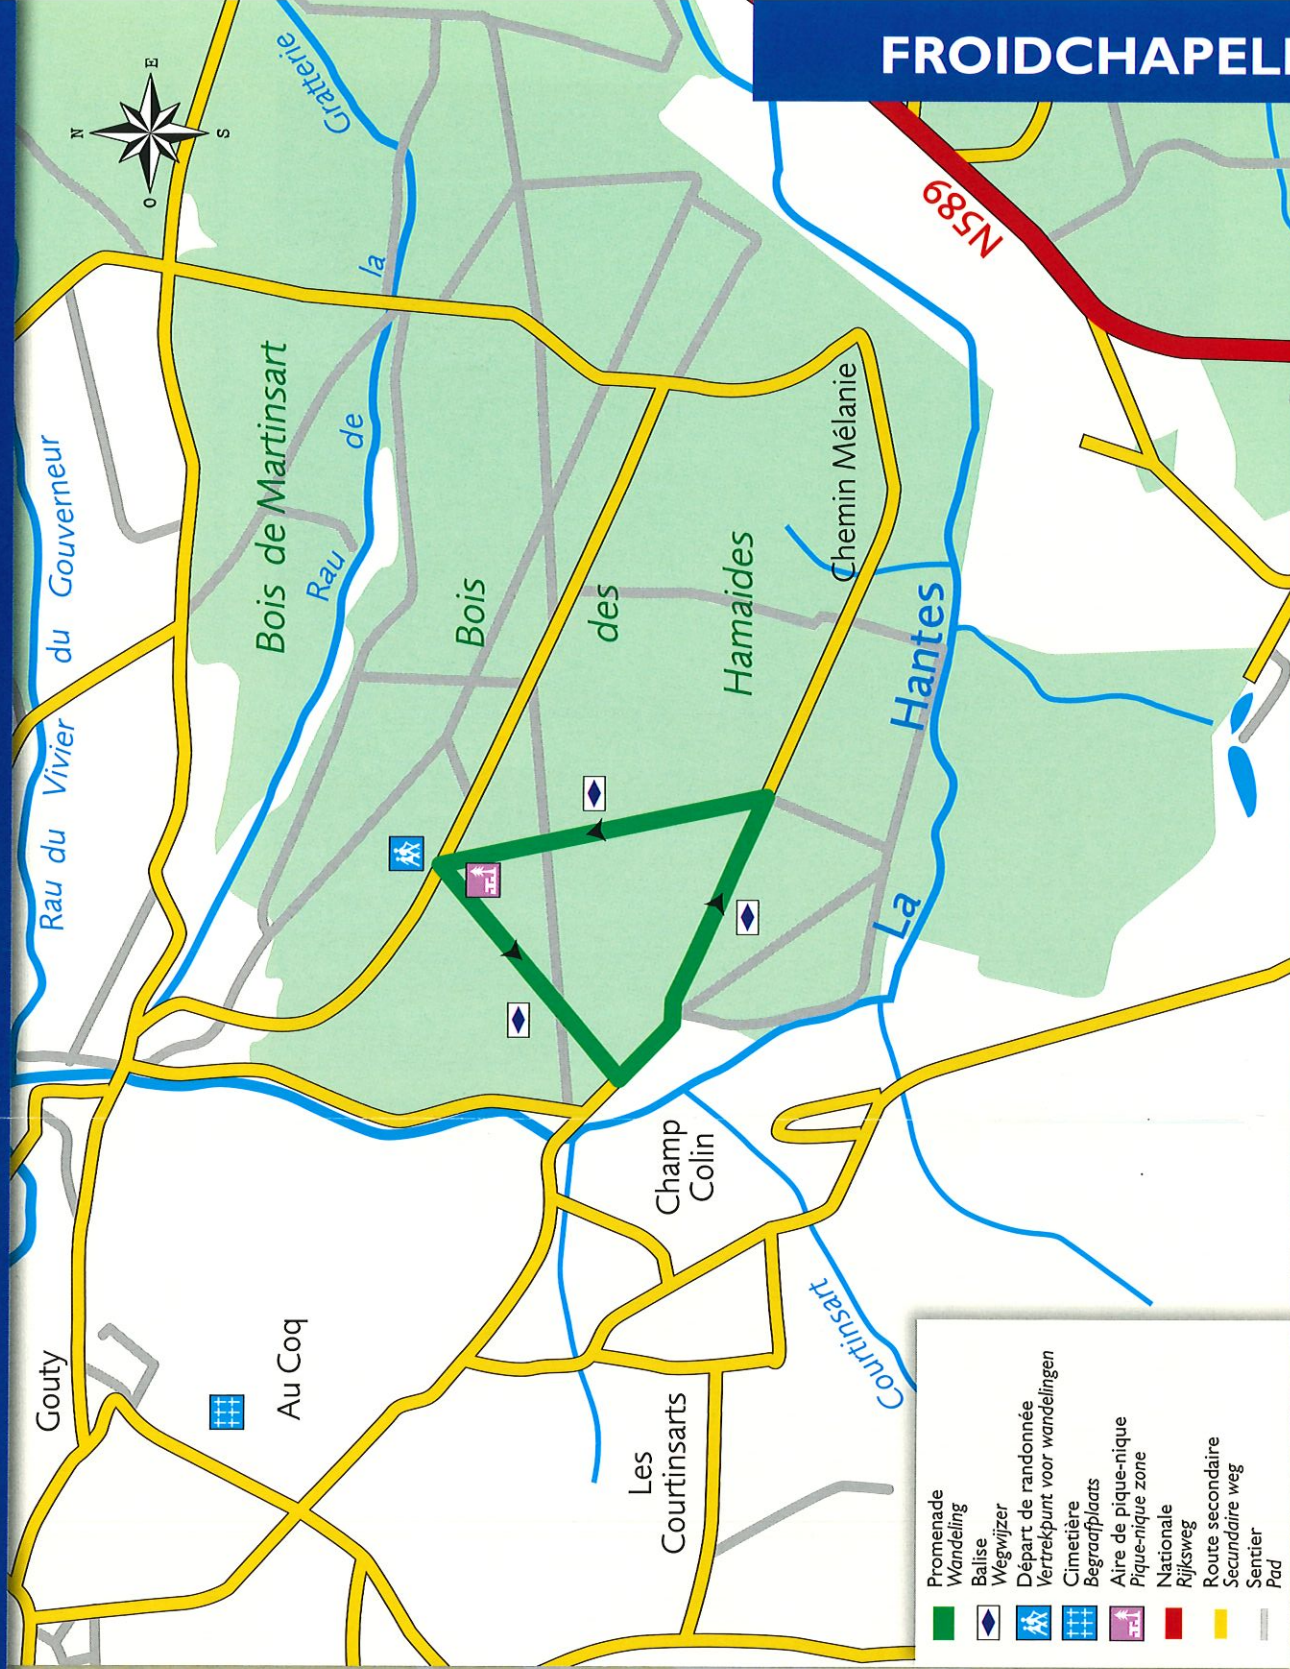 FROIDCHAPELL
N
E
S
O
Gratterie
la
de
Rau
N589
Rau du Vivier du Gouverneur
Bois de Martinsart
Bois
des
Hamaides
Chemin Mélanie
La Hantes
Champ
Colin
Courtinsart
Gouty
Au Coq
Les
Courtinsarts
Promenade
Wandeling
Balise
Wegwijzer
Départ de randonnée
Vertrekpunt voor wandelingen
Cimetière
Begraafplaats
Aire de pique-nique
Pique-nique zone
Nationale
Rijksweg
Route secondaire
Secundaire weg
Sentier
Pad